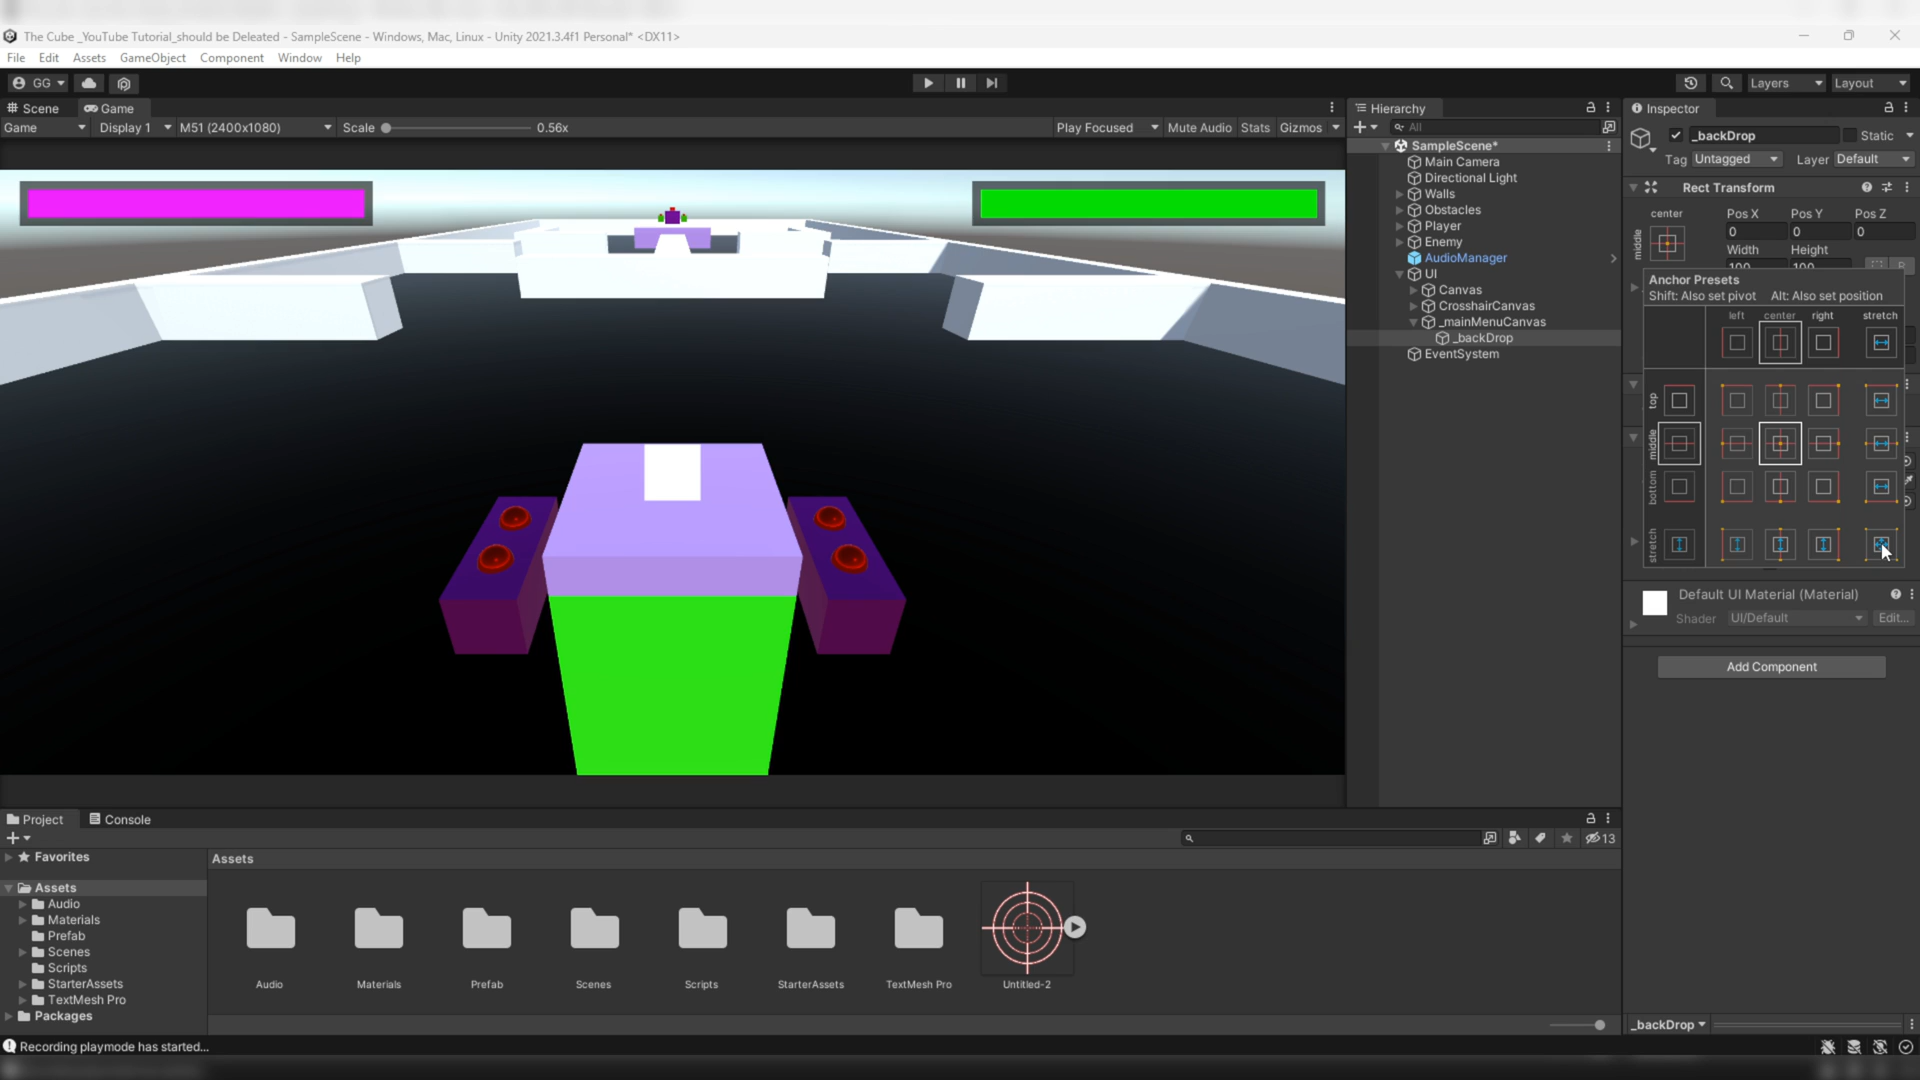 The Cube _YouTube Tutorial_should be Deleated - SampleScene - Windows, Mac, Linux - Unity 2021.3.4f1 Personal* <DX11>
File Edit Assets GameObject Component Window Help
GG
Layers
Layout
Scene
Game
Game
Display 1
M51 (2400x1080)
Scale
0.56x
Play Focused
Mute Audio
Stats
Gizmos
Hierarchy
All
SampleScene*
Main Camera
Directional Light
Walls
Obstacles
Player
Enemy
AudioManager
UI
Canvas
CrosshairCanvas
_mainMenuCanvas
_backDrop
EventSystem
Inspector
_backDrop
Static
Tag Untagged
Layer Default
Rect Transform
center
middle
Pos X Pos Y Pos Z
0 0 0
Width Height
100 100
R
Anchor Presets
Shift: Also set pivot Alt: Also set position
left center right stretch
top
middle
bottom
stretch
Default UI Material (Material)
Shader UI/Default
Edit...
Add Component
Project
Console
13
Favorites
Assets
Audio
Materials
Prefab
Scenes
Scripts
StarterAssets
TextMesh Pro
Packages
Assets
Audio
Materials
Prefab
Scenes
Scripts
StarterAssets
TextMesh Pro
Untitled-2
_backDrop
Recording playmode has started...